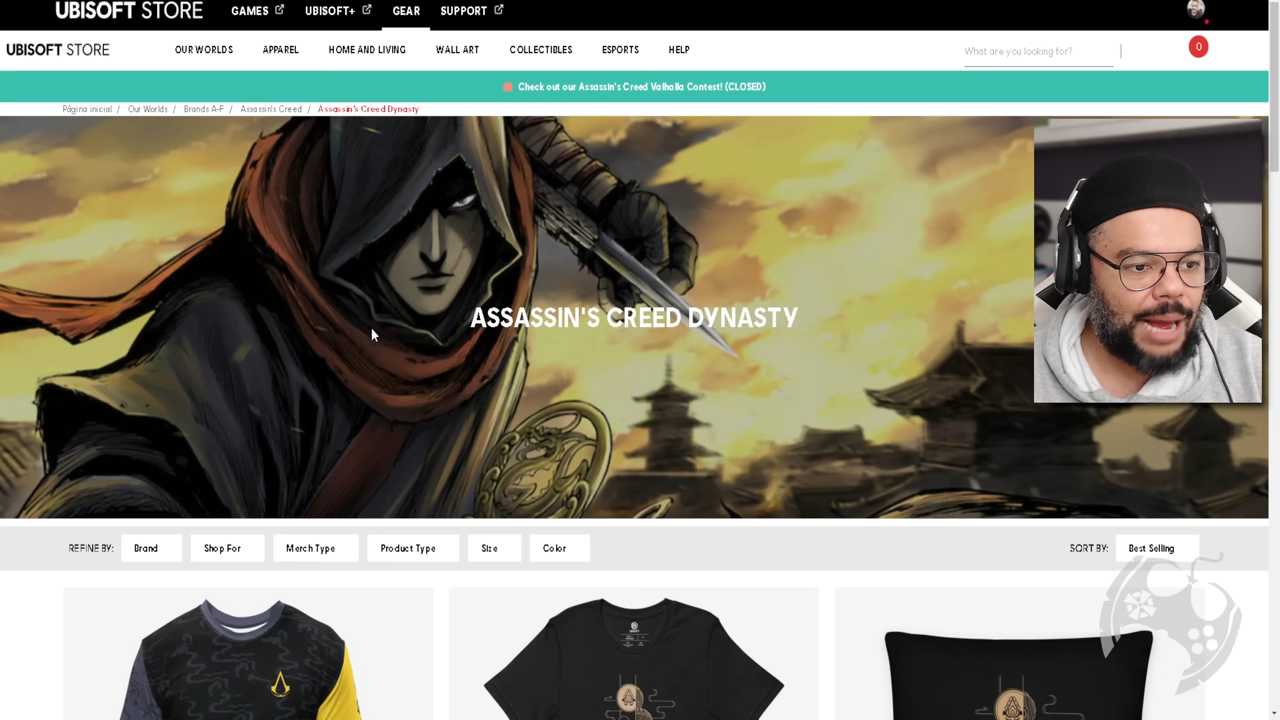 UBISOFT STORE
GAMES
UBISOFT+
GEAR
SUPPORT
UBISOFT STORE
OUR WORLDS
APPAREL
HOME AND LIVING
WALL ART
COLLECTIBLES
ESPORTS
HELP
What are you looking for?
0
Check out our Assassin's Creed Valhalla Contest! (CLOSED)
Página inicial / Our Worlds / Brands A-F / Assassin's Creed / Assassin's Creed Dynasty
ASSASSIN'S CREED DYNASTY
REFINE BY:
Brand
Shop For
Merch Type
Product Type
Size
Color
SORT BY:
Best Selling
UBISOFT